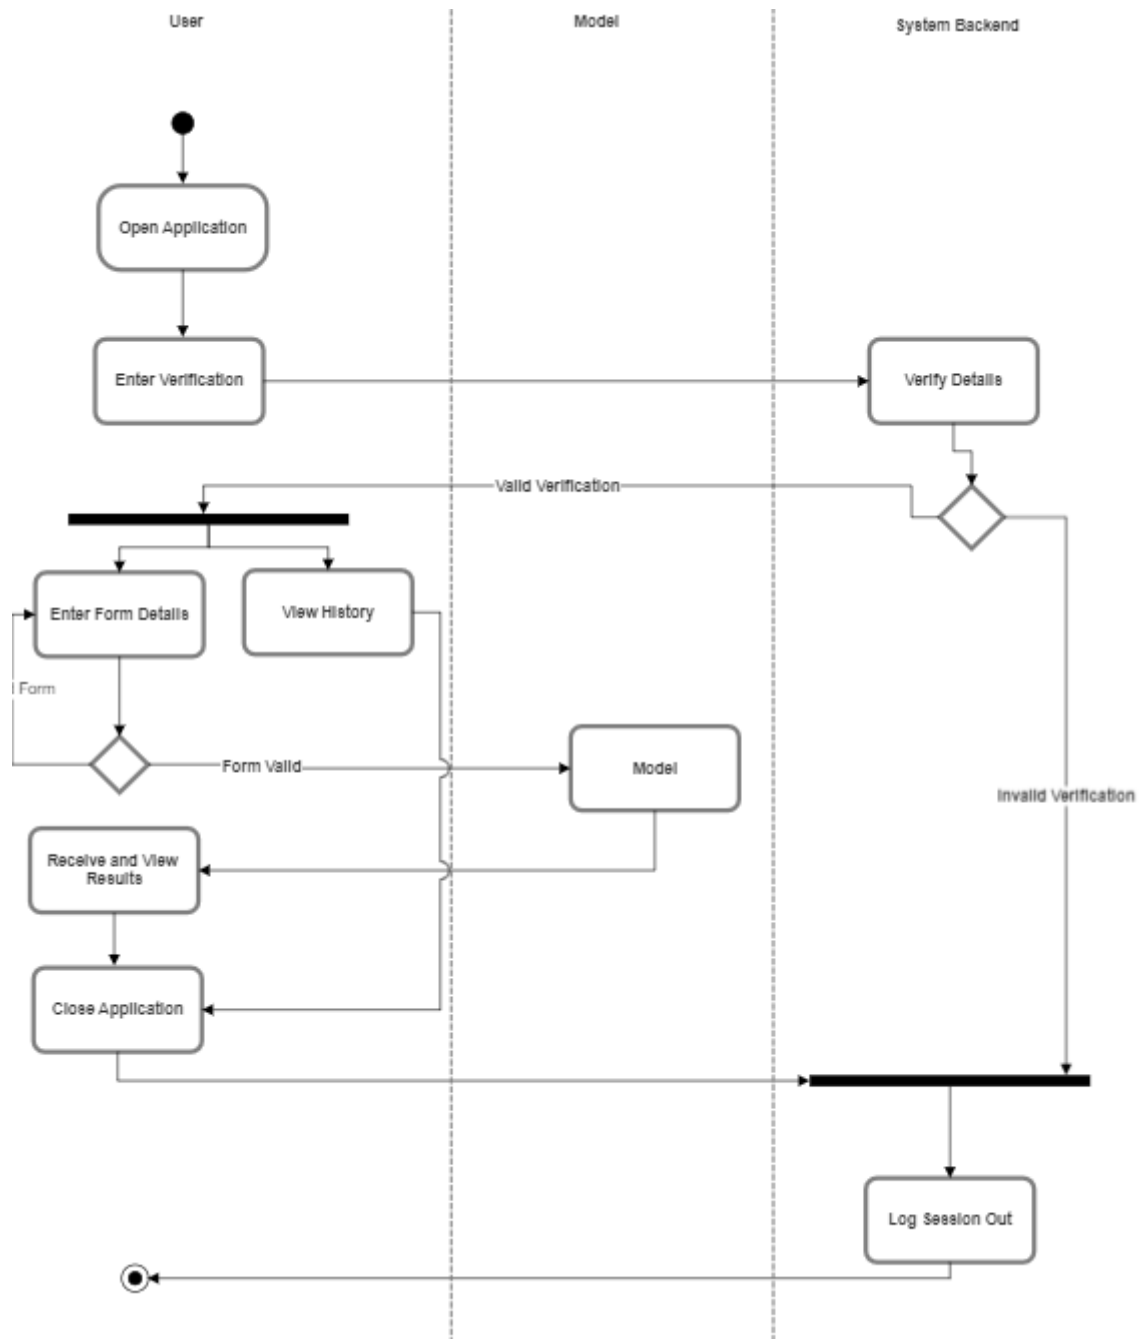 User
Model
System Backend
Open Application
Enter Verification
Verify Details
Valid Verification
Enter Form Details
View History
Form
Form Valid
Model
Invalid Verification
Receive and View
Results
Close Application
Log Session Out